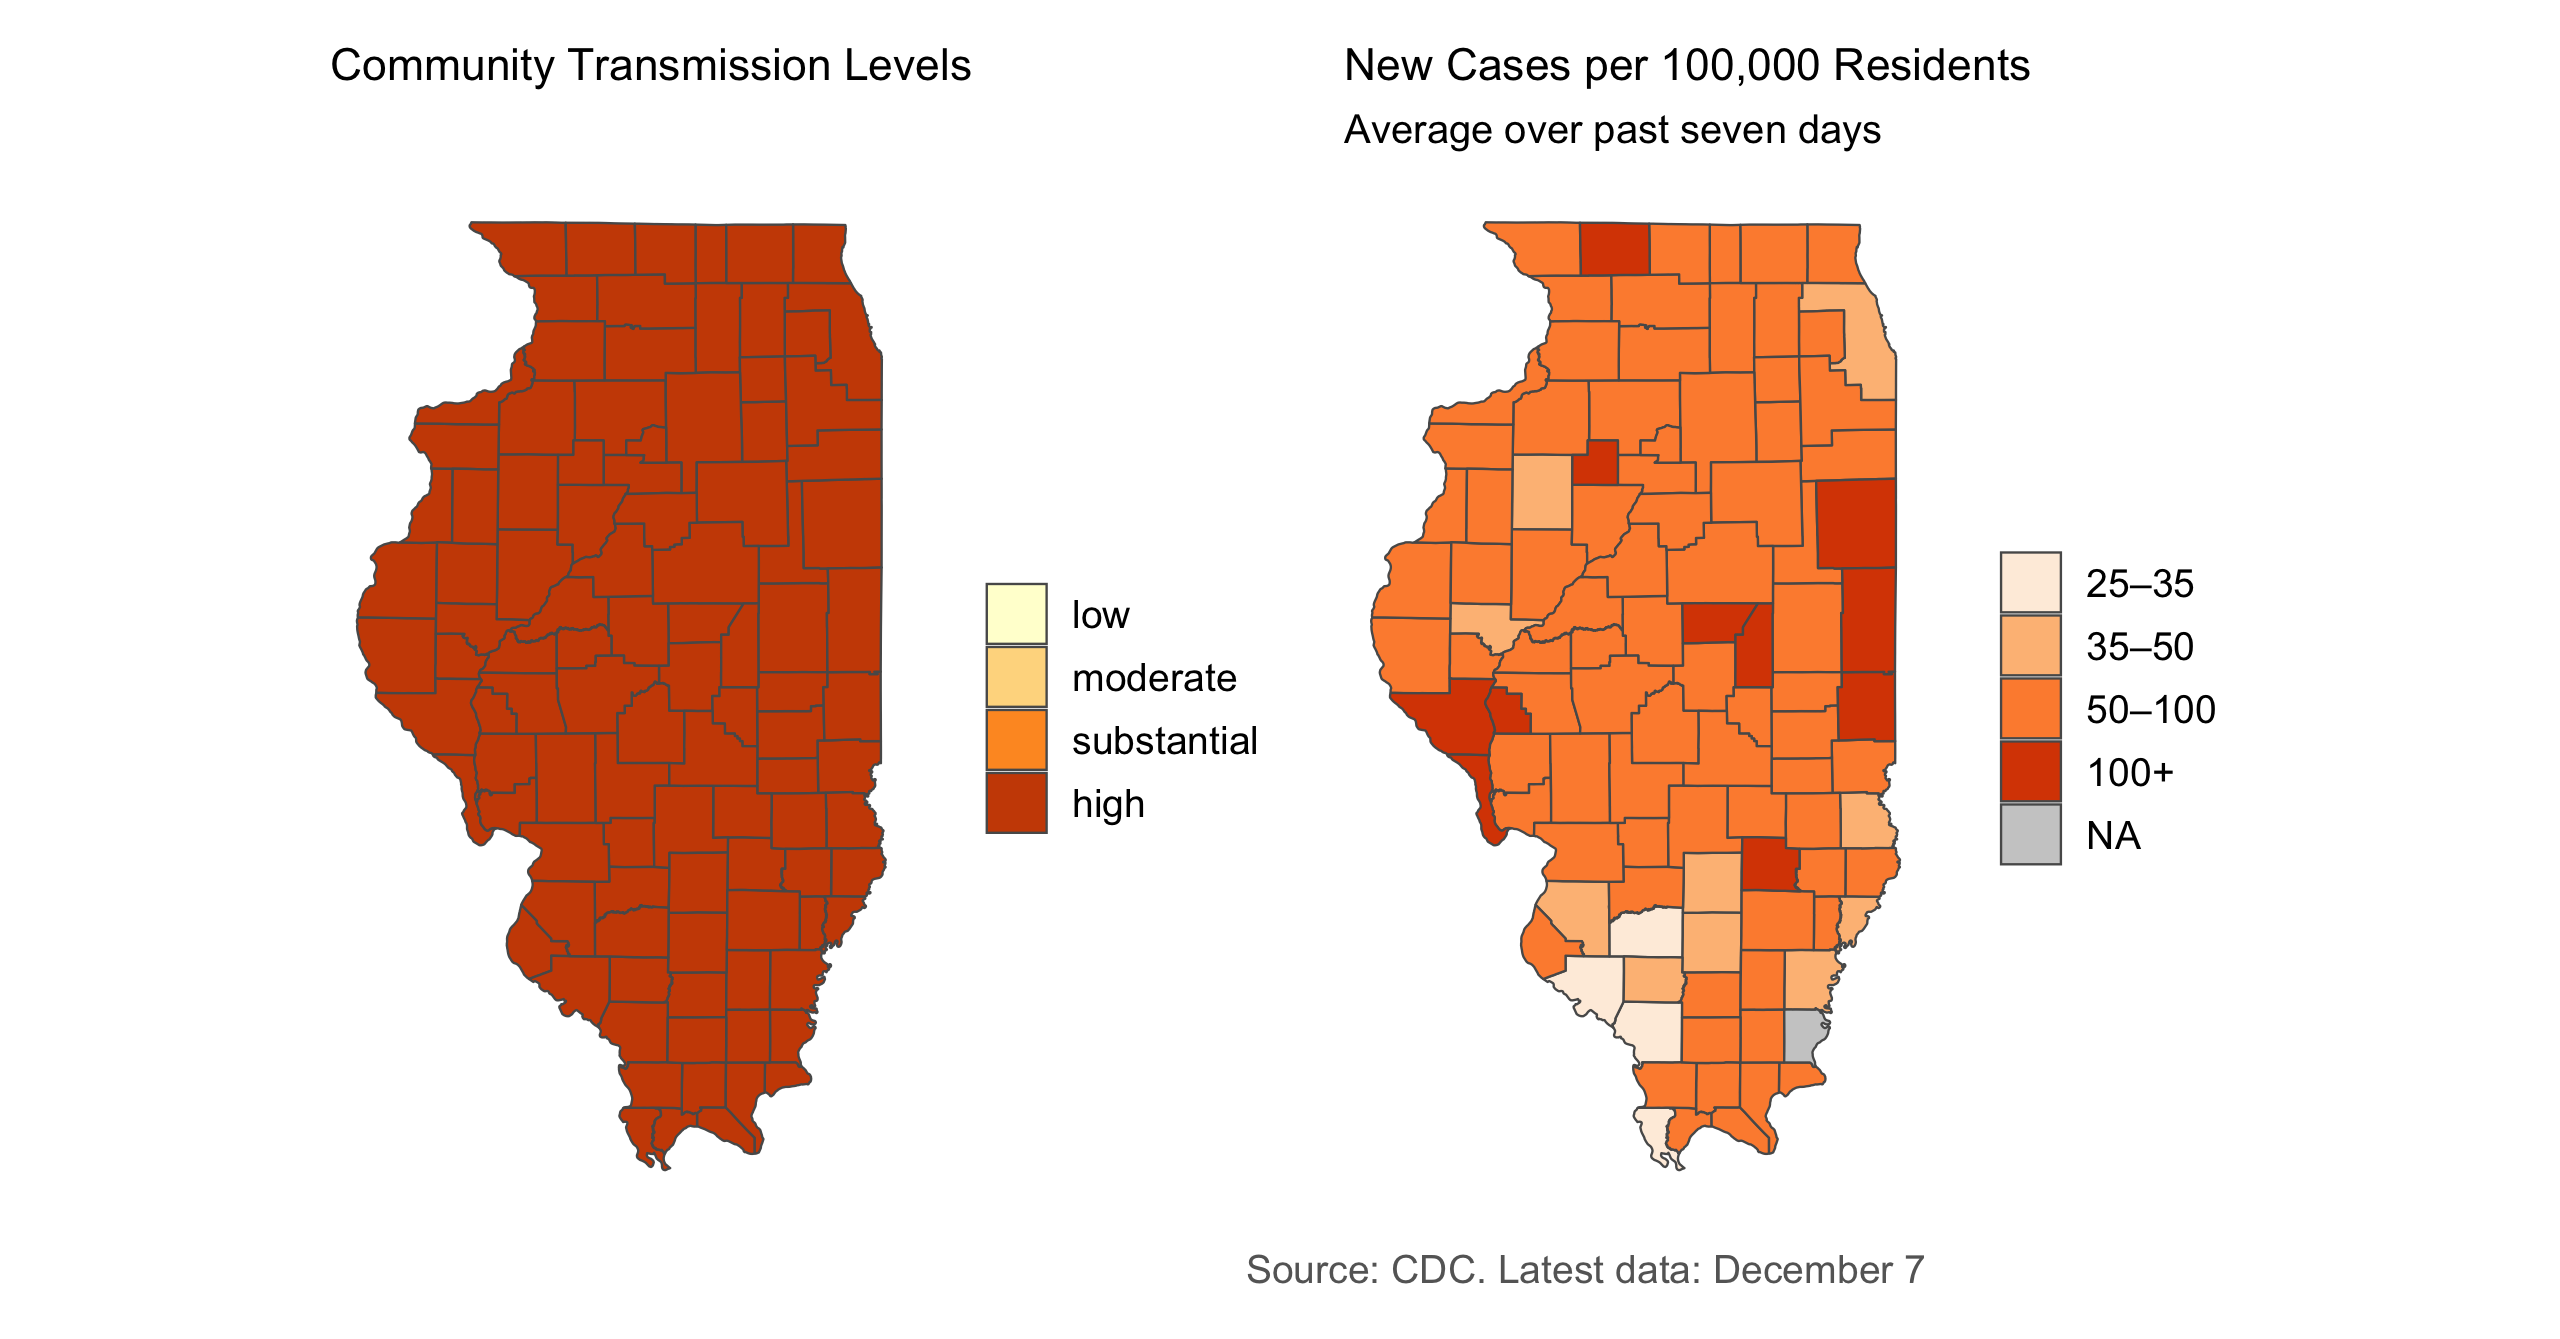 Community Transmission Levels
low
moderate
substantial
high
New Cases per 100,000 Residents
Average over past seven days
25–35
35–50
50–100
100+
NA
Source: CDC. Latest data: December 7